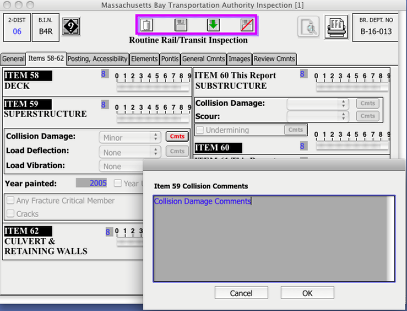 Massachusetts Bay Transportation Authority Inspection [1]
2-DIST
06
B.I.N.
B4R
Routine Rail/Transit Inspection
BR. DEPT. NO
B-16-013
General Items 58-62 Posting, Accessibility Elements Pontis General Cmnts Images Review Cmnts
ITEM 58
DECK
8
0 1 2 3 4 5 6 7 8 9
ITEM 59
SUPERSTRUCTURE
8
0 1 2 3 4 5 6 7 8 9
Collision Damage: Minor Cmts
Load Deflection: None Cmts
Load Vibration: None
Year painted: 2005 Year
Any Fracture Critical Member
Cracks
ITEM 62
CULVERT &
RETAINING WALLS
8
0 1 2 3
ITEM 60 This Report
SUBSTRUCTURE
8
0 1 2 3 4 5 6 7 8 9
Collision Damage: Cmts
Scour: Cmts
Undermining Cmts
ITEM 60
8
0 1 2 3 4 5 6 7 8 9
Item 59 Collision Comments
Collision Damage Comments
Cancel OK